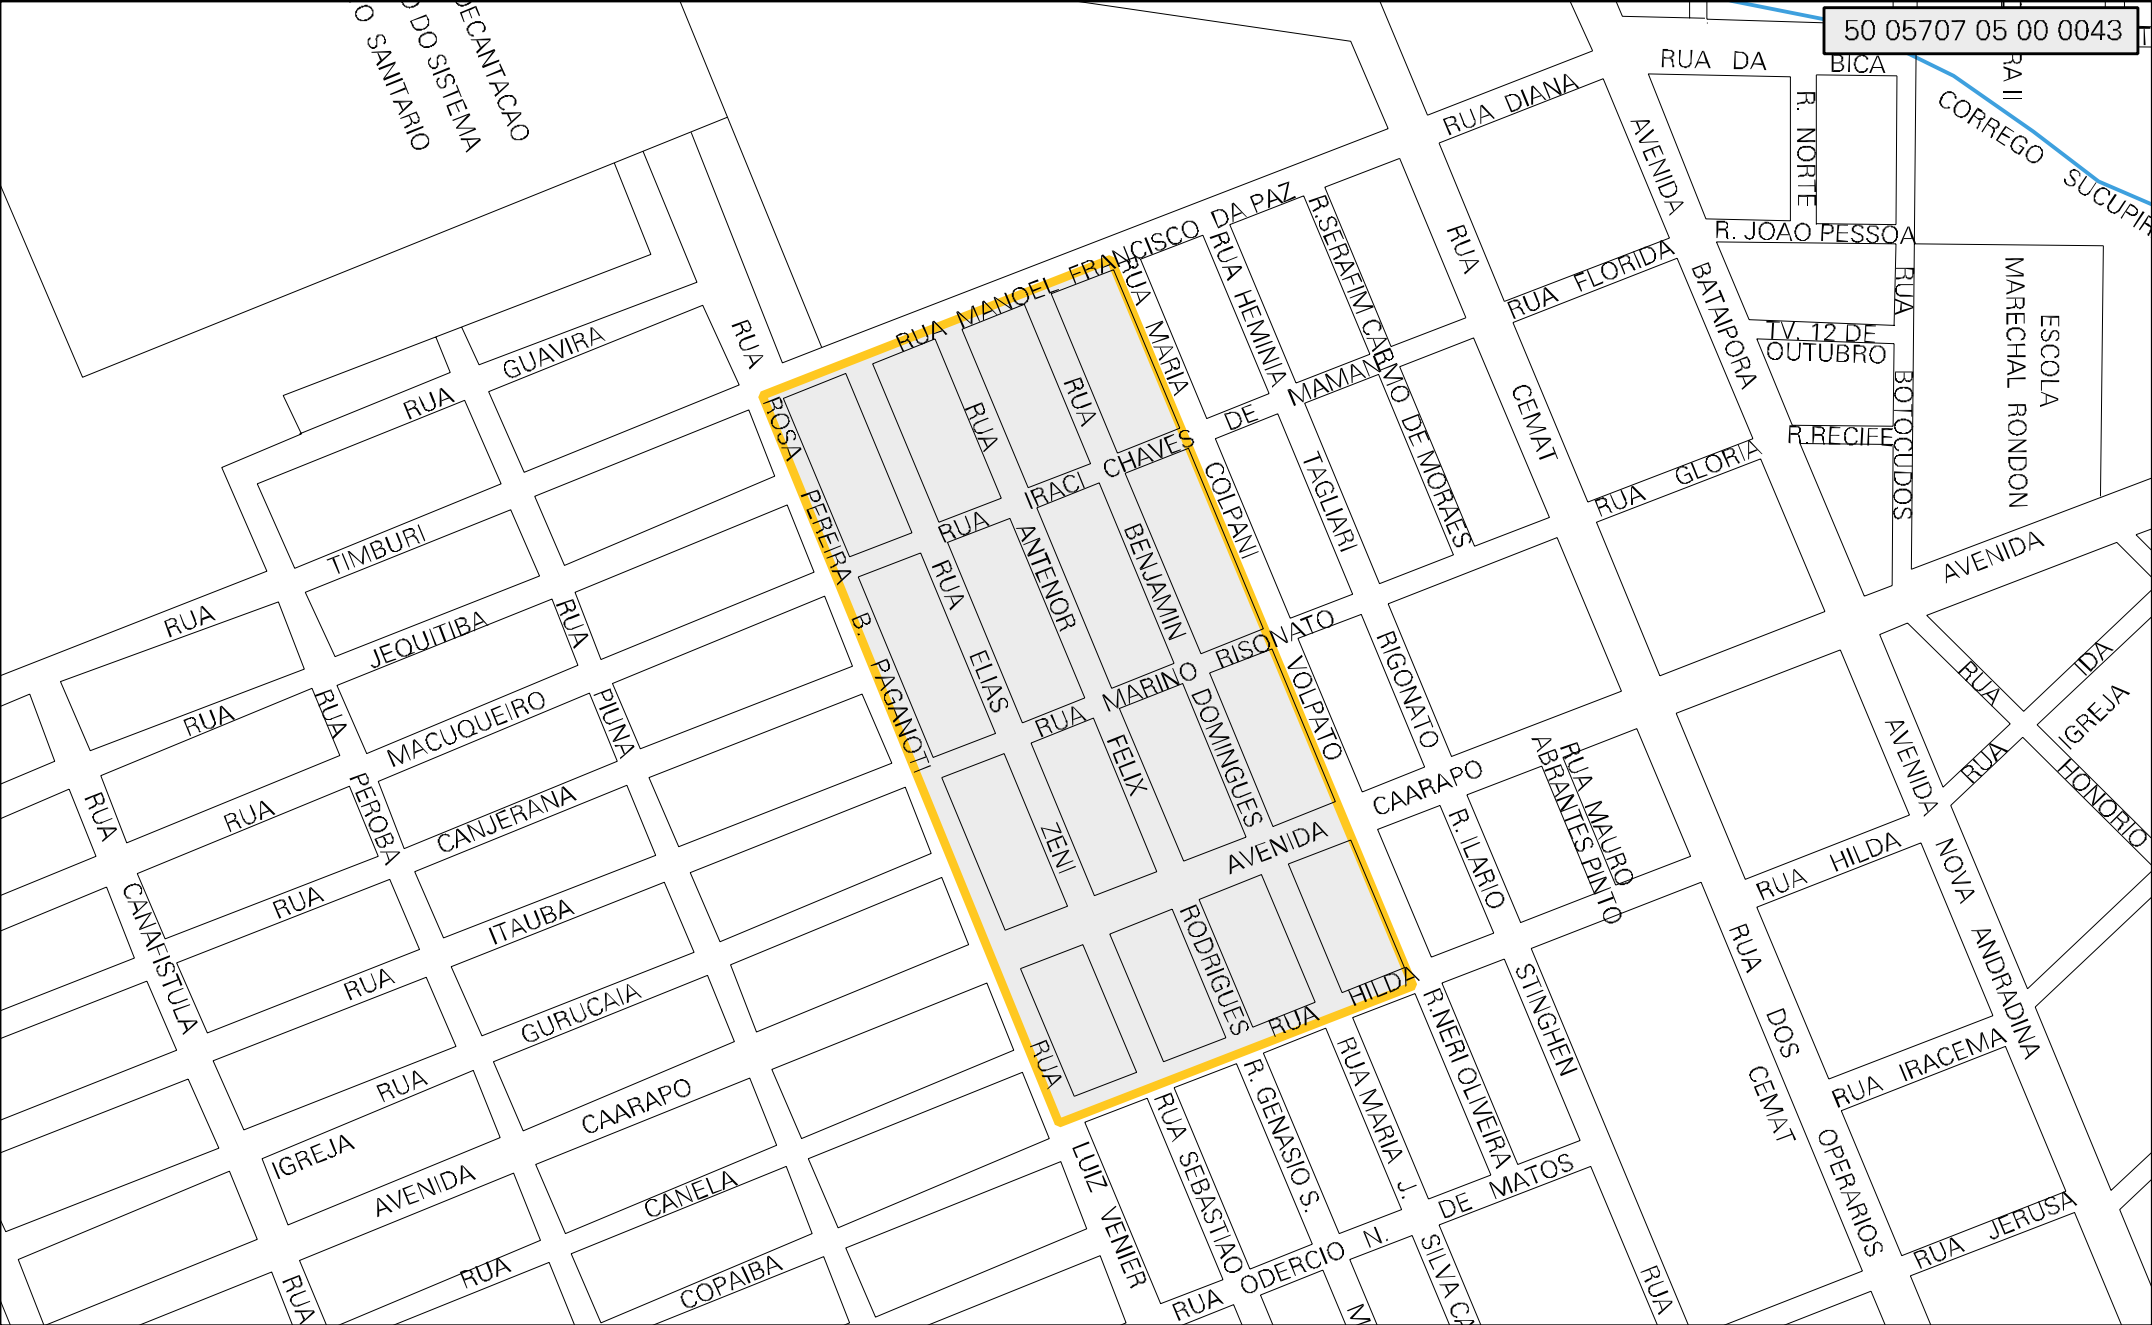 50 05707 05 00 0043
DECANTACAO
DO SISTEMA
O SANITARIO
RUA DA BICA
RA II
CORREGO SUCUPIR
R. NORTE
RUA DIANA
AVENIDA BATAIPORA
R. JOAO PESSOA
RUA FLORIDA
TV. 12 DE
OUTUBRO
RUA BOTOCUDOS
R.RECIFE
ESCOLA
MARECHAL RONDON
RUA GLORIA
AVENIDA
RUA CEMAT
RUA MANOEL FRANCISCO DA PAZ
R.SERAFIM CARMO DE MORAES
RUA HEMINIA TAGLIARI
RUA MARIA COLPANI VOLPATO
RUA IRACI CHAVES DE MAMAN
RUA GUAVIRA
RUA ROSA PEREIRA B. PAGANOTI
RUA
RUA
RUA TIMBURI
RUA JEQUITIBA
RUA MACUQUEIRO
RUA CANJERANA
RUA ITAUBA
RUA GURUCAIA
RUA CAARAPO
RUA PIUNA
RUA PEROBA
RUA CANAFISTULA
RUA ELIAS ZENI
ANTENOR FELIX RODRIGUES
BENJAMIN DOMINGUES
RUA MARINO RISONATO
RIGONATO
AVENIDA CAARAPO
R. ILARIO STINGHEN
RUA MAURO
ABRANTES PINTO
RUA HILDA
RUA HILDA
RUA IDA
IGREJA
RUA HONORIO
AVENIDA NOVA ANDRADINA
RUA DOS OPERARIOS
CEMAT
RUA IRACEMA
RUA JERUSA
RUA LUIZ VENIER
RUA SEBASTIAO
R. GENASIO S.
RUA MARIA J.
R.NERI OLIVEIRA
SILVA CA
RUA ODERCIO N. DE MATOS
IGREJA
AVENIDA CANELA
RUA COPAIBA
RUA
RUA
M